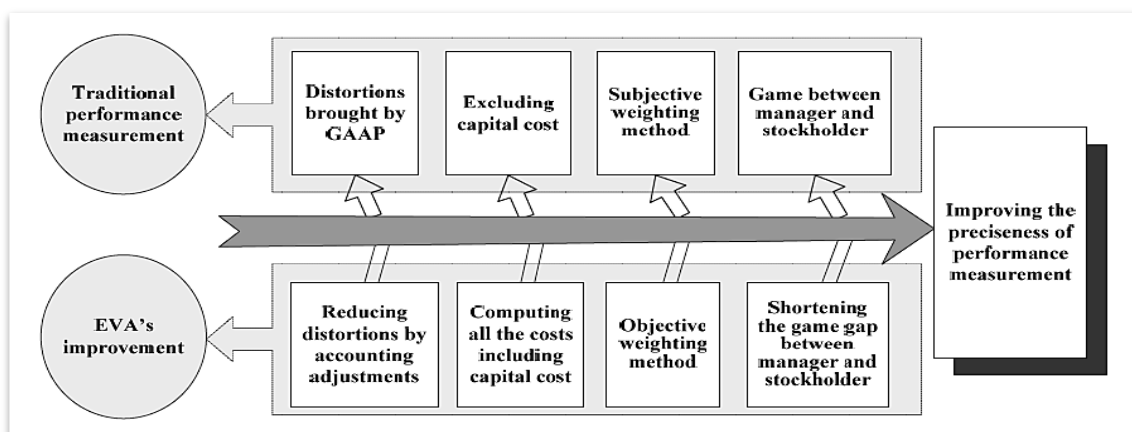 Traditional
performance
measurement
Distortions
brought by
GAAP
Excluding
capital cost
Subjective
weighting
method
Game between
manager and
stockholder
Improving the
preciseness of
performance
measurement
EVA's
improvement
Reducing
distortions by
accounting
adjustments
Computing
all the costs
including
capital cost
Objective
weighting
method
Shortening
the game gap
between
manager and
stockholder